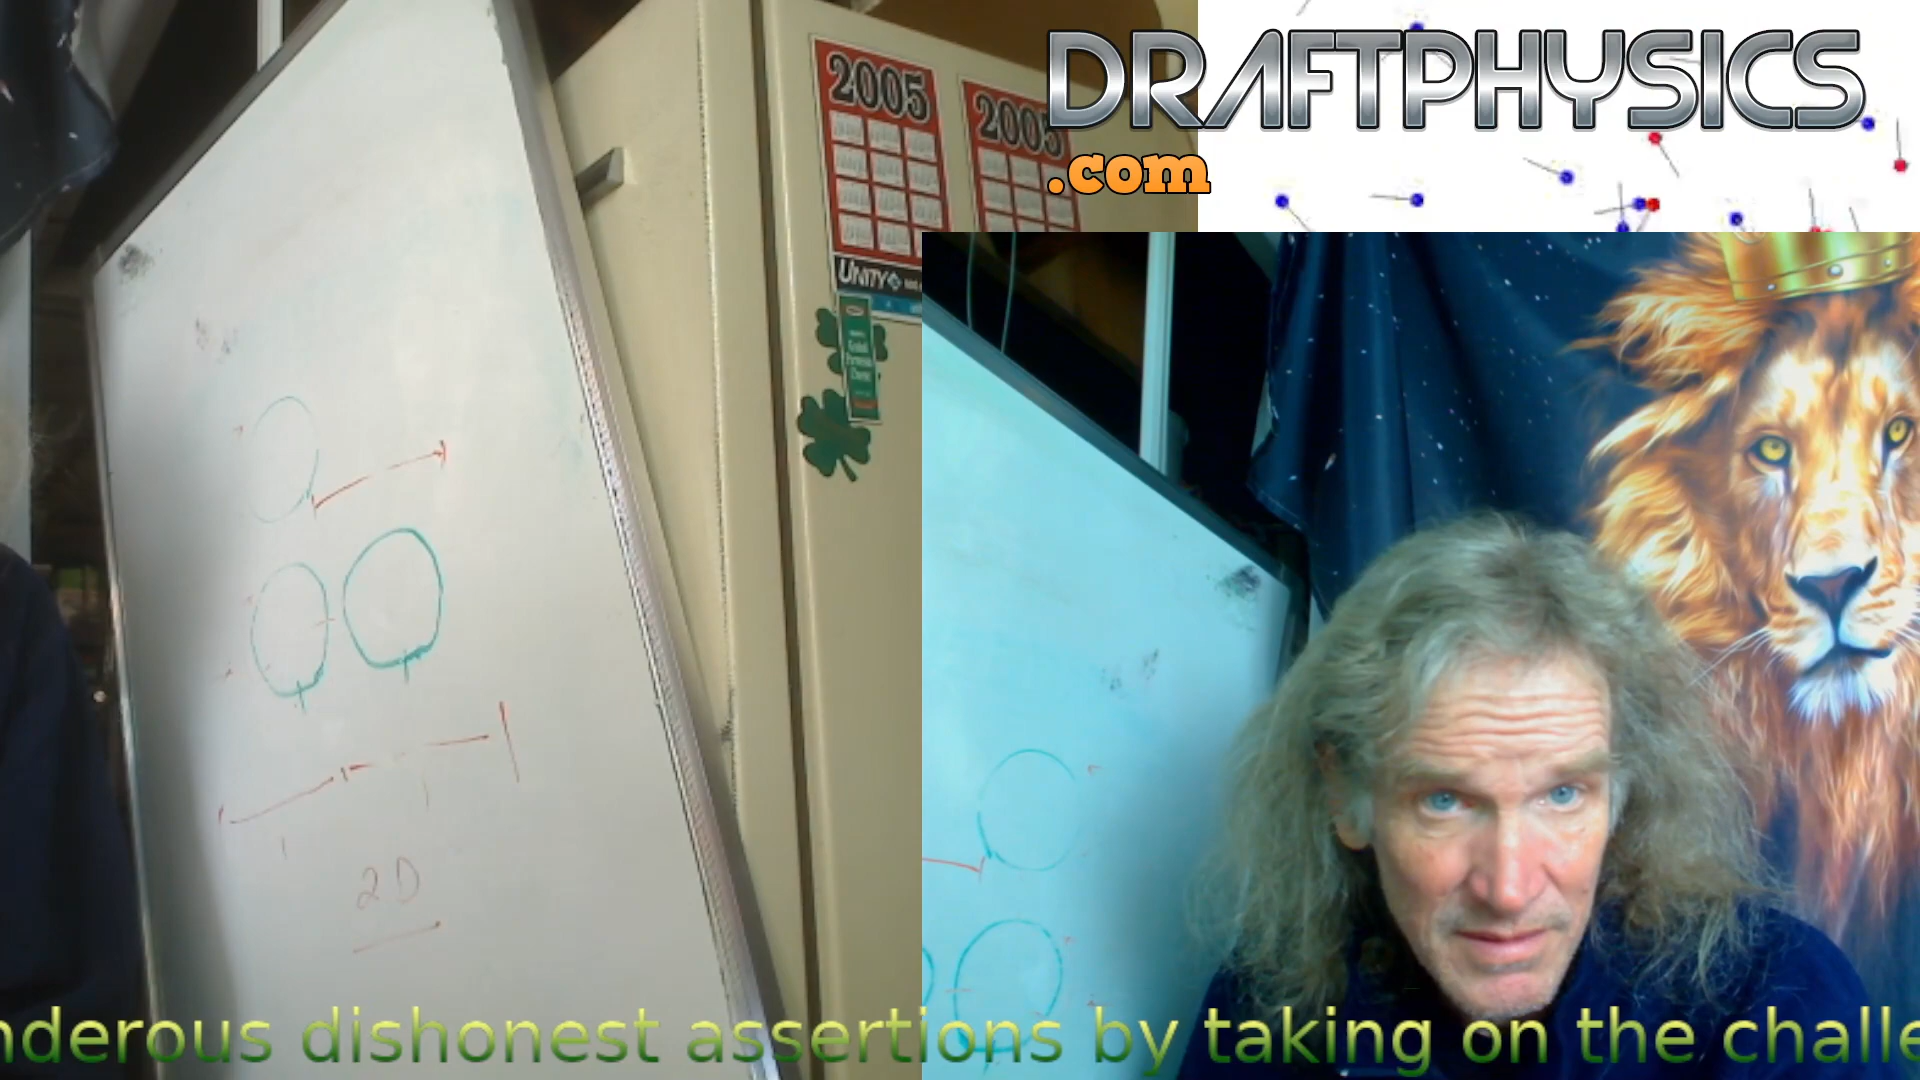 DRAFTPHYSICS
.com
2005
2005
UNITY
2D
nderous dishonest assertions by taking on the challe